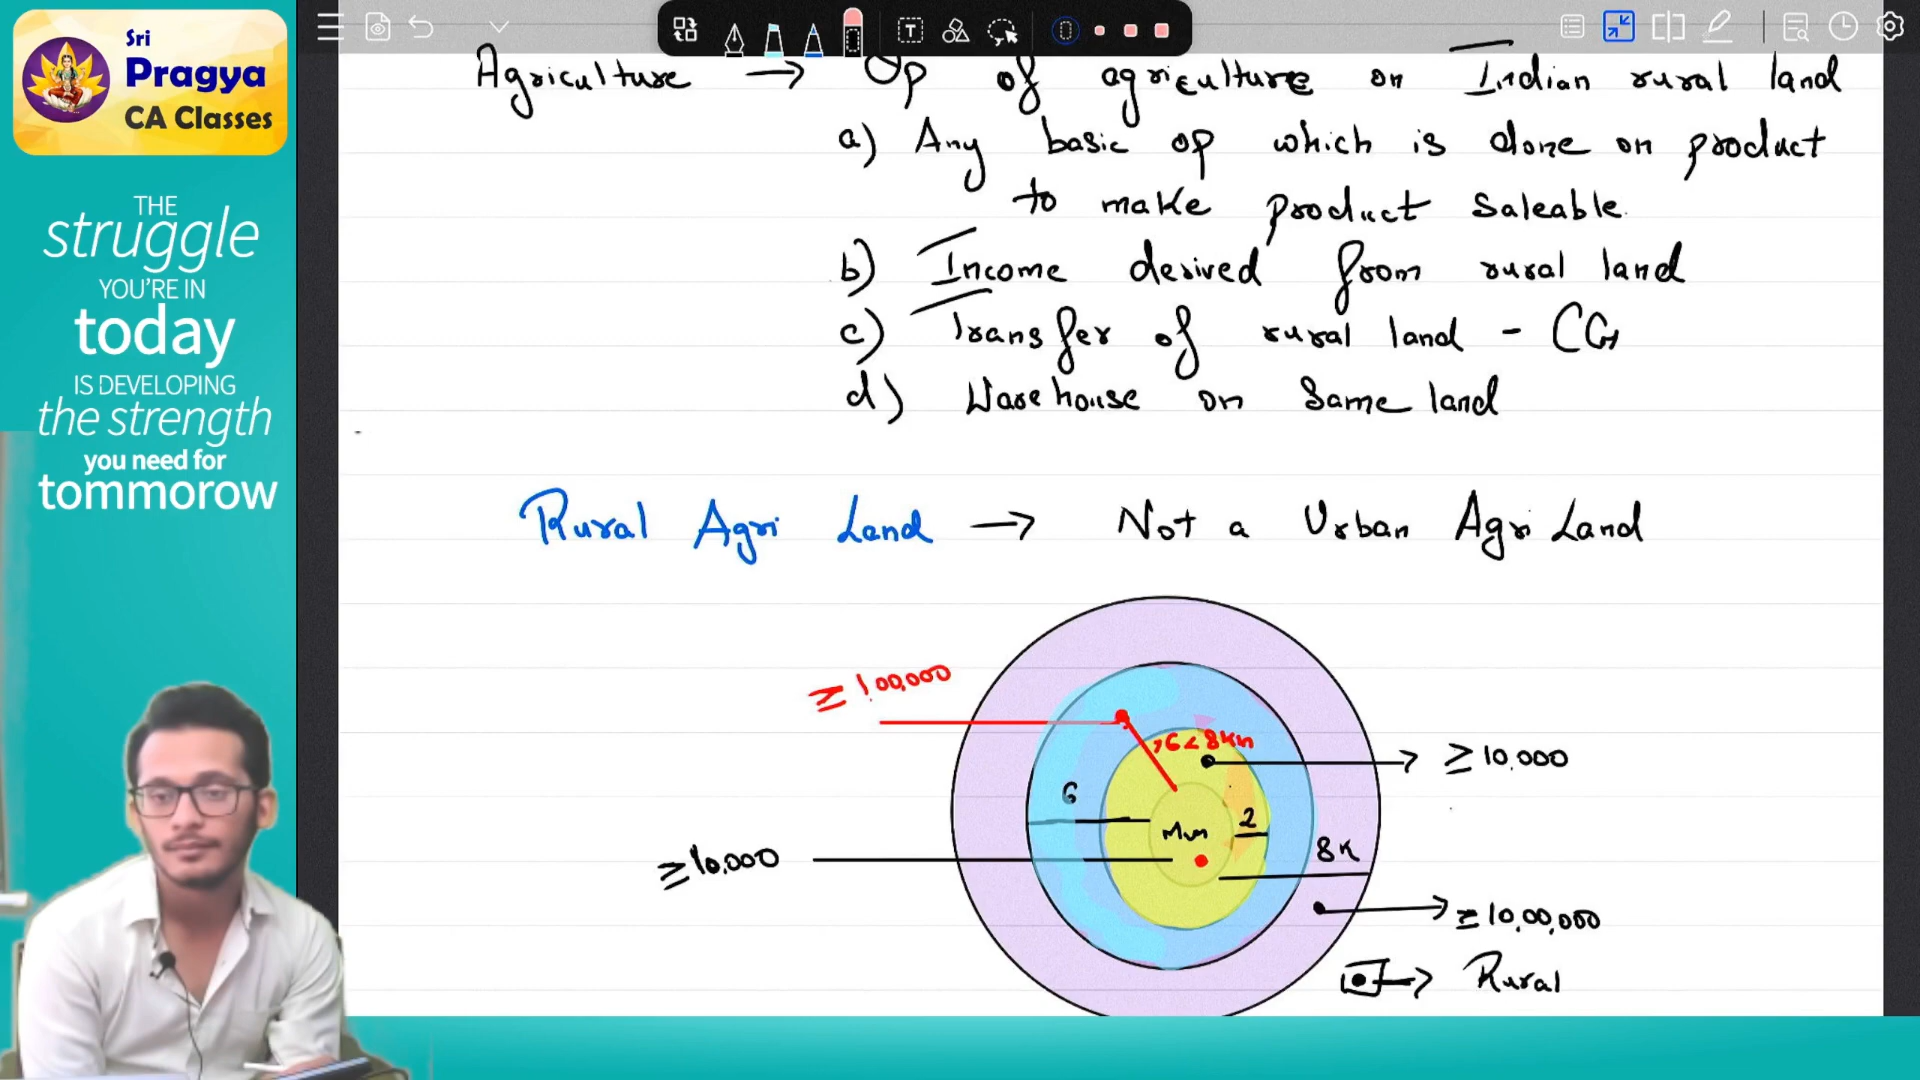 Sri
Pragya
CA Classes
THE
struggle
YOU'RE IN
today
IS DEVELOPING
the strength
you need for
tommorow
Agriculture → Op of agriculture on Indian rural land
a) Any basic op which is done on product
to make product saleable.
b) Income derived from rural land
c) Transfer of rural land - CG
d) Warehouse on Same land
Rural Agri Land → Not a Urban Agri Land
≥ 1,00,000
>6<8Km
→ ≥ 10,000
6
Mun
2
8K
≥ 10,000
→ ≥ 10,00,000
→ Rural